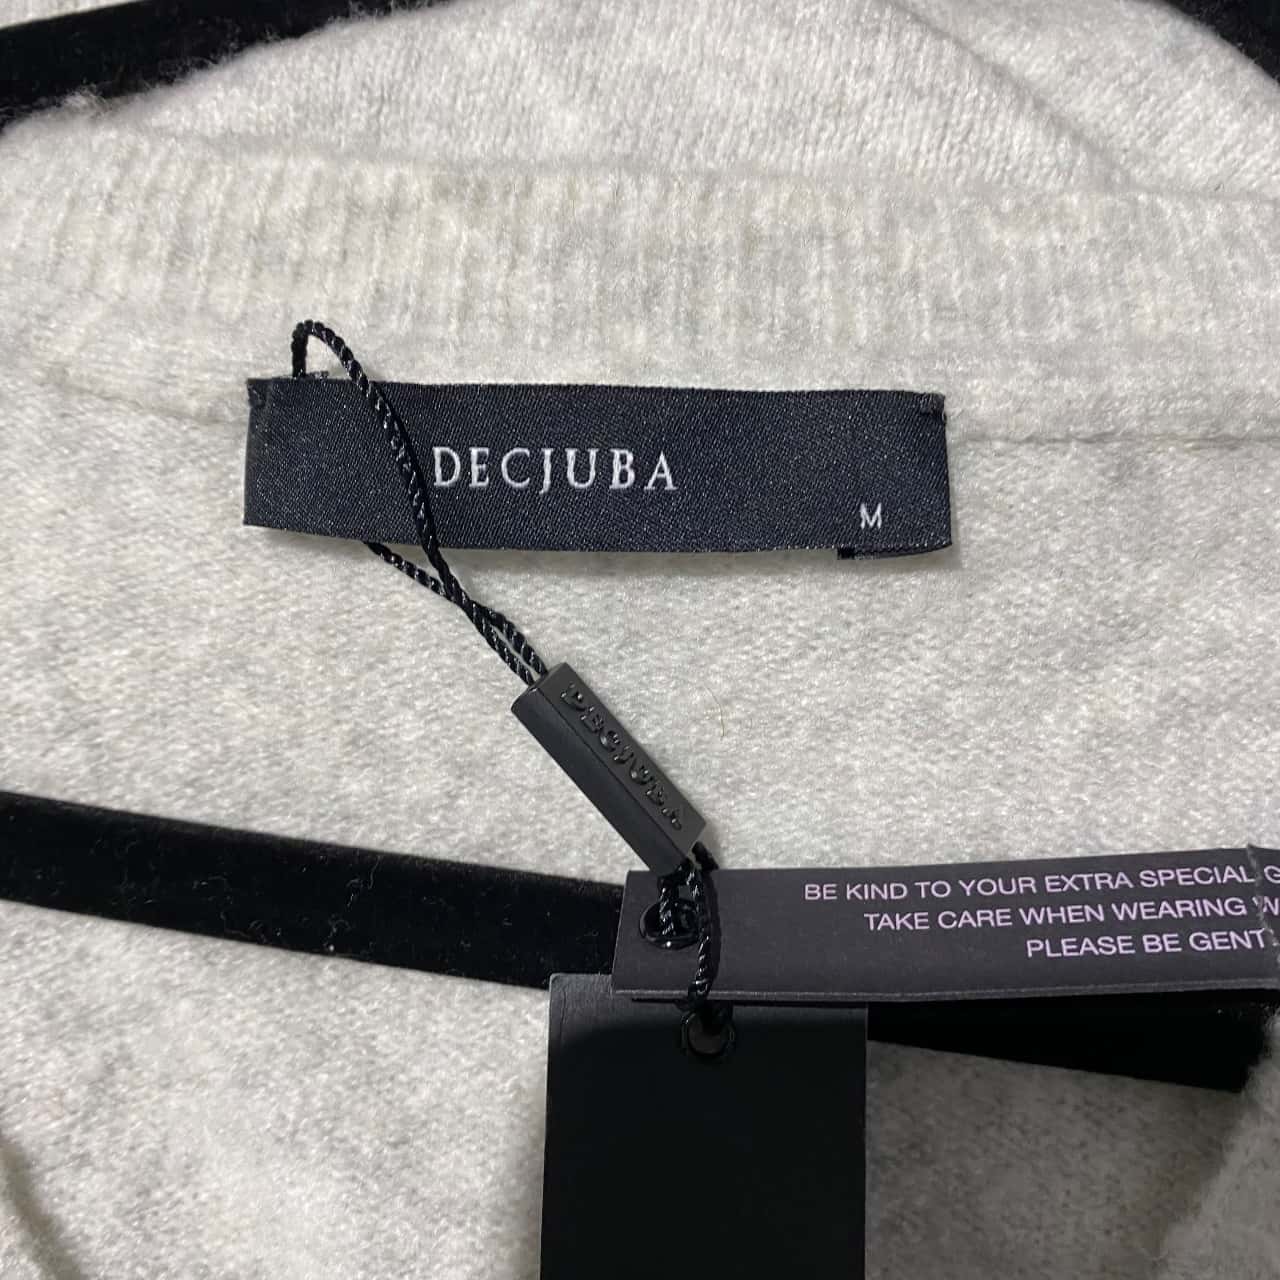 DECJUBA
M
DECJUBA
BE KIND TO YOUR EXTRA SPECIAL
TAKE CARE WHEN WEARING
PLEASE BE